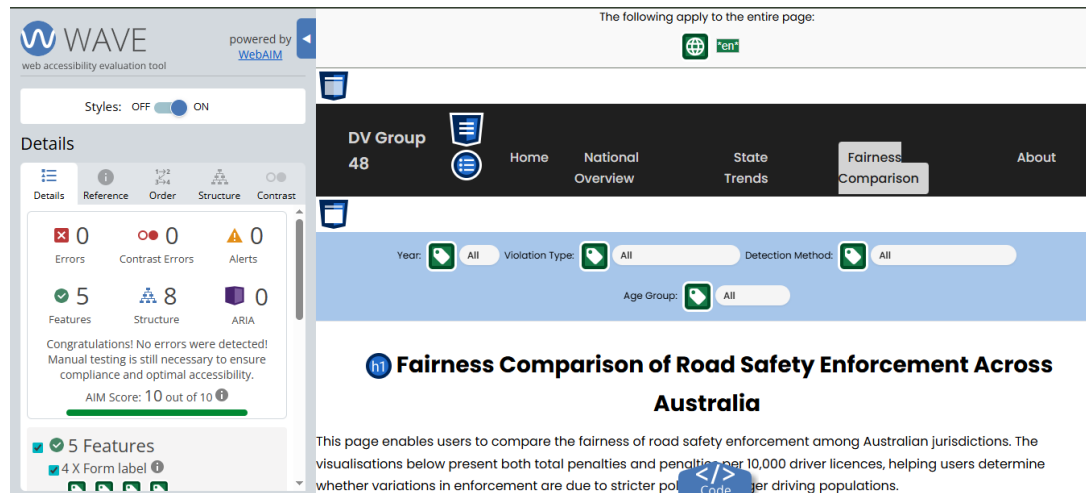 WAVE
web accessibility evaluation tool
powered by
WebAIM
Styles: OFF ON
Details
Details Reference Order Structure Contrast
0 Errors
0 Contrast Errors
0 Alerts
5 Features
8 Structure
0 ARIA
Congratulations! No errors were detected!
Manual testing is still necessary to ensure
compliance and optimal accessibility.
AIM Score: 10 out of 10
5 Features
4 X Form label
The following apply to the entire page:
*en*
DV Group
48
Home
National
Overview
State
Trends
Fairness
Comparison
About
Year: All Violation Type: All Detection Method: All
Age Group: All
h1 Fairness Comparison of Road Safety Enforcement Across
Australia
This page enables users to compare the fairness of road safety enforcement among Australian jurisdictions. The
visualisations below present both total penalties and penalties per 10,000 driver licences, helping users determine
whether variations in enforcement are due to stricter driving populations.
</> Code